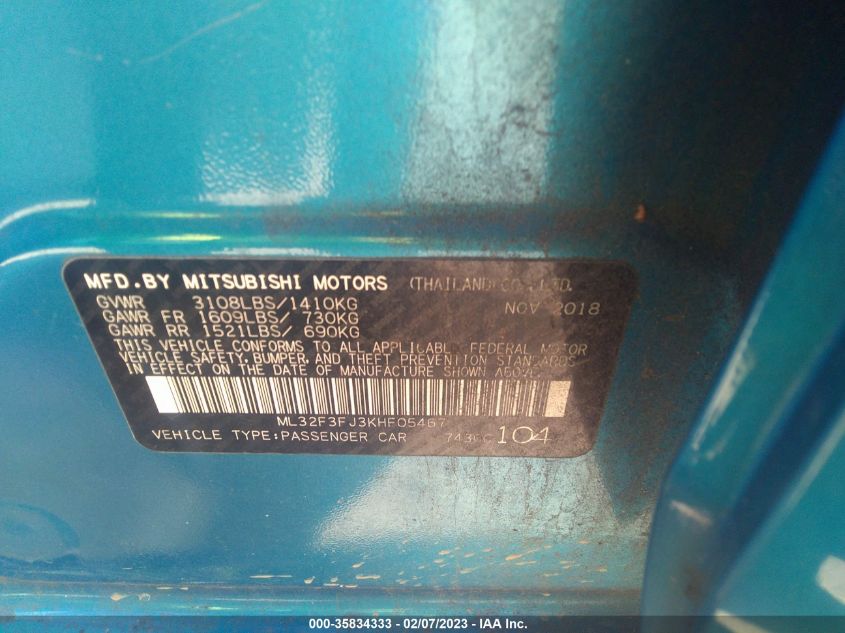 MFD.BY MITSUBISHI MOTORS (THAILAND) CO., LTD.
GVWR 3108LBS/1410KG NOV 2018
GAWR FR 1609LBS/ 730KG
GAWR RR 1521LBS/ 690KG
THIS VEHICLE CONFORMS TO ALL APPLICABLE FEDERAL MOTOR
VEHICLE SAFETY, BUMPER, AND THEFT PREVENTION STANDARDS
IN EFFECT ON THE DATE OF MANUFACTURE SHOWN ABOVE.
ML32F3FJ3KHF05467
VEHICLE TYPE:PASSENGER CAR 104
000-35834333 - 02/07/2023 - IAA Inc.